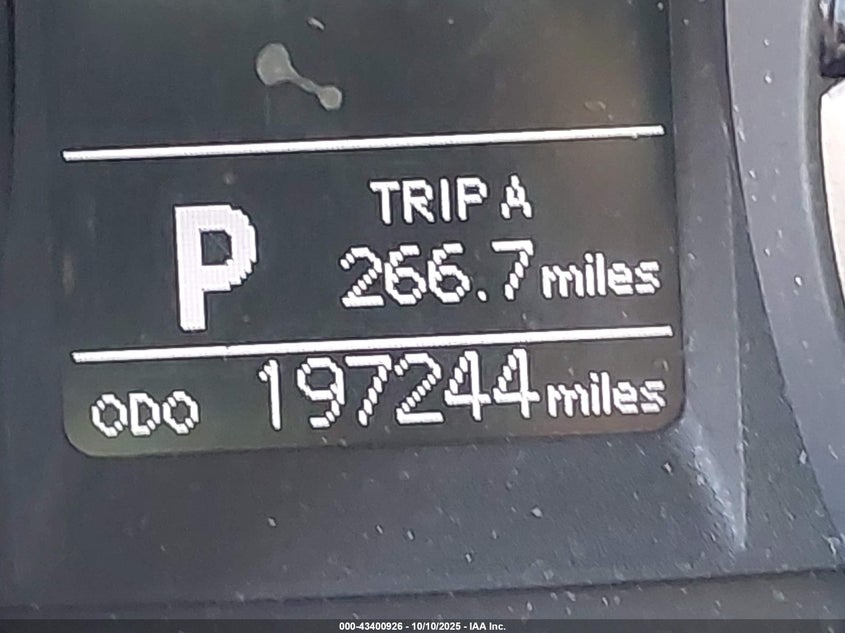 TRIP A
P 266.7 miles
ODO 197244 miles
000-43400926 - 10/10/2025 - IAA Inc.